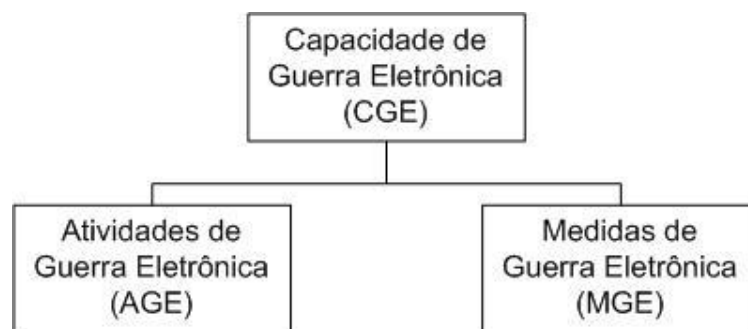 Capacidade de
Guerra Eletrônica
(CGE)
Atividades de
Guerra Eletrônica
(AGE)
Medidas de
Guerra Eletrônica
(MGE)